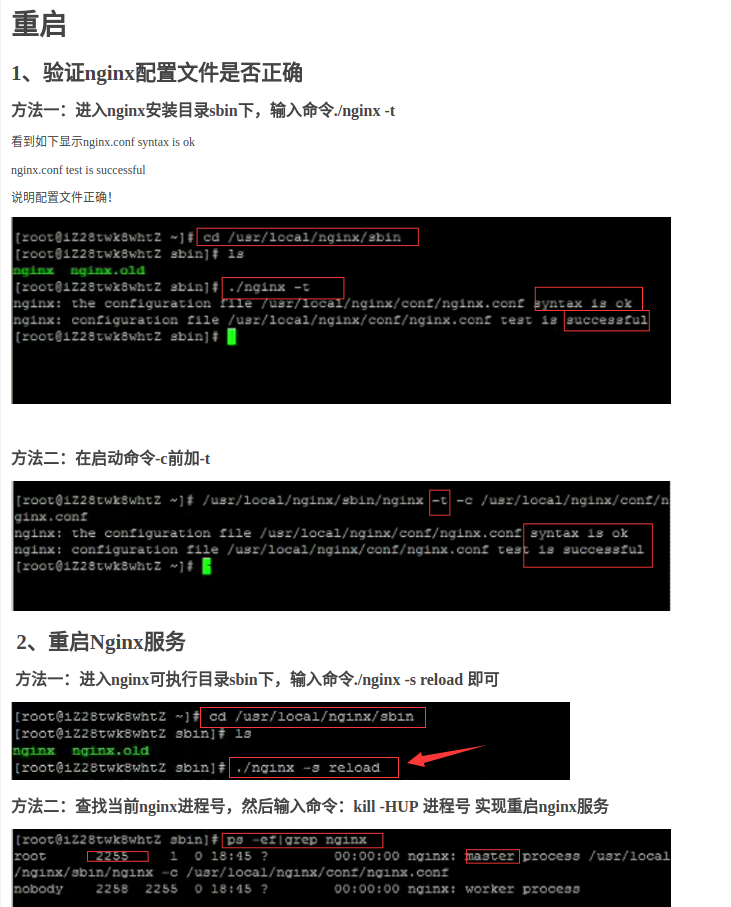 重启
1、验证nginx配置文件是否正确
方法一：进入nginx安装目录sbin下，输入命令./nginx -t
看到如下显示nginx.conf syntax is ok
nginx.conf test is successful
说明配置文件正确！
[root@iZ28twk8whtZ ~]# cd /usr/local/nginx/sbin
[root@iZ28twk8whtZ sbin]# ls
nginx  nginx.old
[root@iZ28twk8whtZ sbin]# ./nginx -t
nginx: the configuration file /usr/local/nginx/conf/nginx.conf syntax is ok
nginx: configuration file /usr/local/nginx/conf/nginx.conf test is successful
[root@iZ28twk8whtZ sbin]#
方法二：在启动命令-c前加-t
[root@iZ28twk8whtZ ~]# /usr/local/nginx/sbin/nginx -t -c /usr/local/nginx/conf/n
ginx.conf
nginx: the configuration file /usr/local/nginx/conf/nginx.conf syntax is ok
nginx: configuration file /usr/local/nginx/conf/nginx.conf test is successful
[root@iZ28twk8whtZ ~]#
2、重启Nginx服务
方法一：进入nginx可执行目录sbin下，输入命令./nginx -s reload 即可
[root@iZ28twk8whtZ ~]# cd /usr/local/nginx/sbin
[root@iZ28twk8whtZ sbin]# ls
nginx  nginx.old
[root@iZ28twk8whtZ sbin]# ./nginx -s reload
方法二：查找当前nginx进程号，然后输入命令：kill -HUP 进程号 实现重启nginx服务
[root@iZ28twk8whtZ sbin]# ps -ef|grep nginx
root      2255     1  0 18:45 ?        00:00:00 nginx: master process /usr/local
/nginx/sbin/nginx -c /usr/local/nginx/conf/nginx.conf
nobody    2258  2255  0 18:45 ?        00:00:00 nginx: worker process